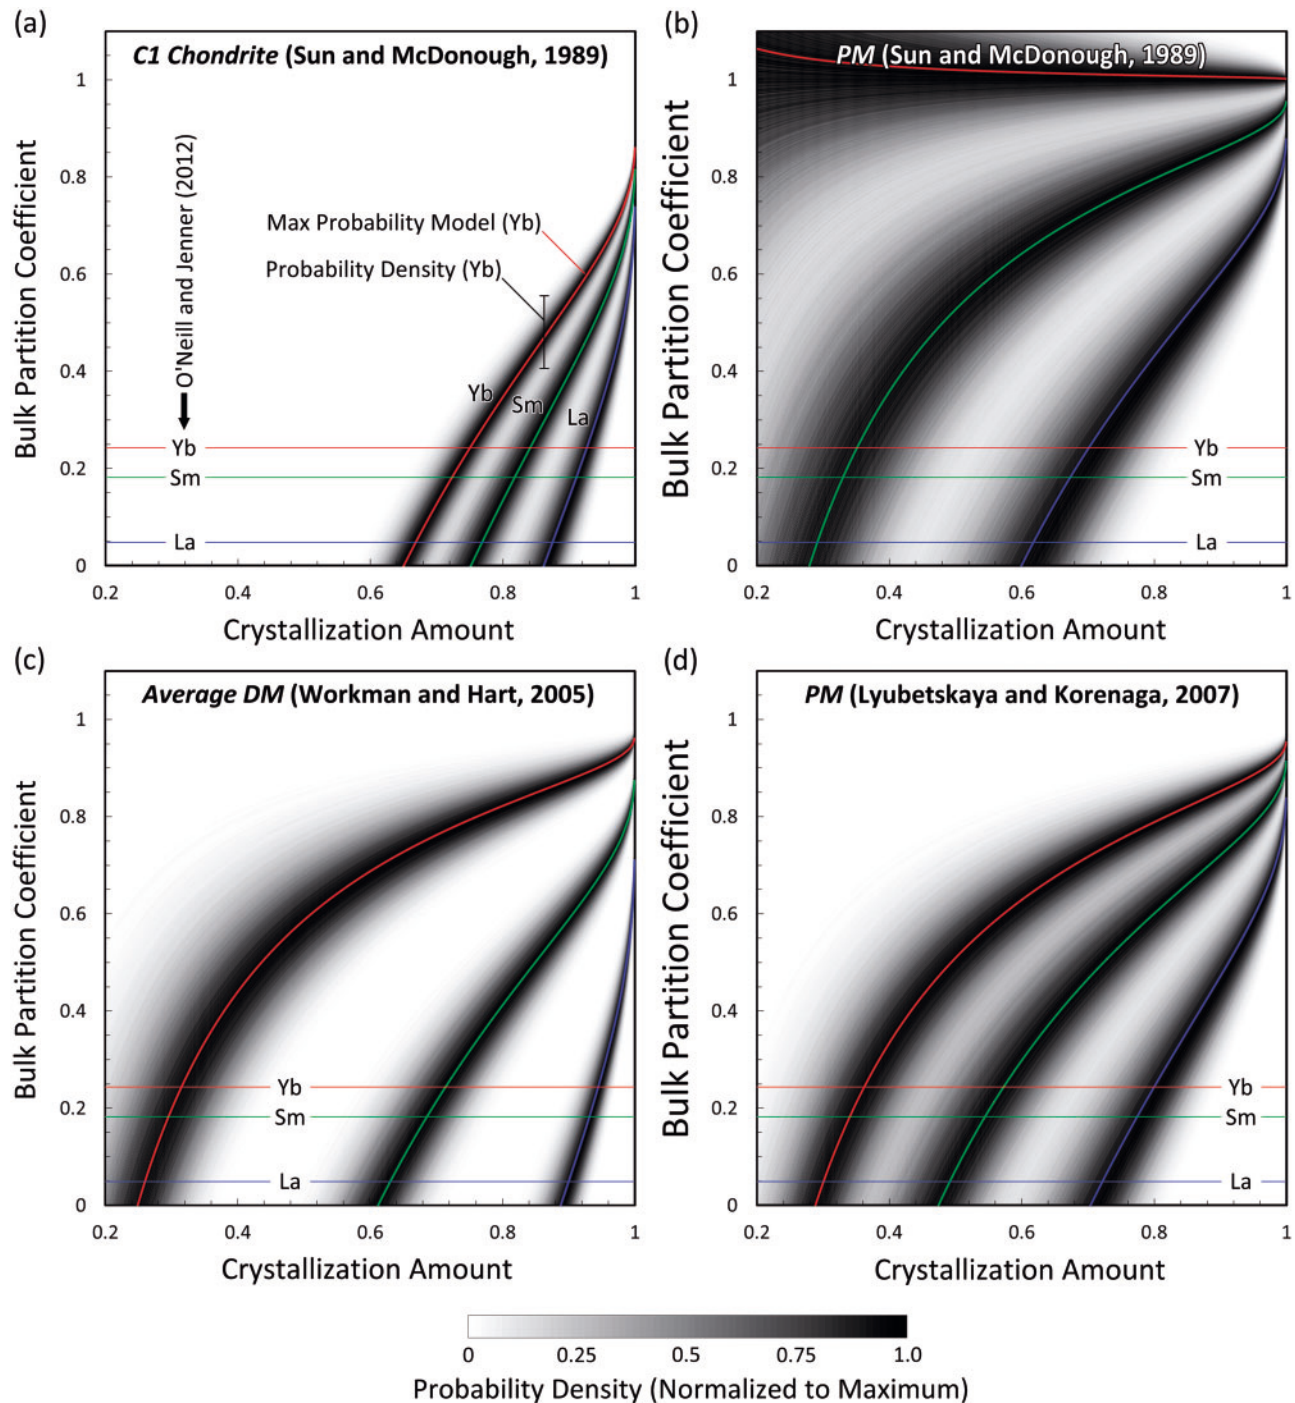 (a)
C1 Chondrite (Sun and McDonough, 1989)
Bulk Partition Coefficient
1
0.8
0.6
0.4
0.2
0
O'Neill and Jenner (2012)
Max Probability Model (Yb)
Probability Density (Yb)
Yb
Sm
La
Yb
Sm
La
0.2
0.4
0.6
0.8
1
Crystallization Amount
(b)
PM (Sun and McDonough, 1989)
Bulk Partition Coefficient
1
0.8
0.6
0.4
0.2
0
Yb
Sm
La
0.2
0.4
0.6
0.8
1
Crystallization Amount
(c)
Average DM (Workman and Hart, 2005)
Bulk Partition Coefficient
1
0.8
0.6
0.4
0.2
0
Yb
Sm
La
0.2
0.4
0.6
0.8
1
Crystallization Amount
(d)
PM (Lyubetskaya and Korenaga, 2007)
Bulk Partition Coefficient
1
0.8
0.6
0.4
0.2
0
Yb
Sm
La
0.2
0.4
0.6
0.8
1
Crystallization Amount
0
0.25
0.5
0.75
1.0
Probability Density (Normalized to Maximum)